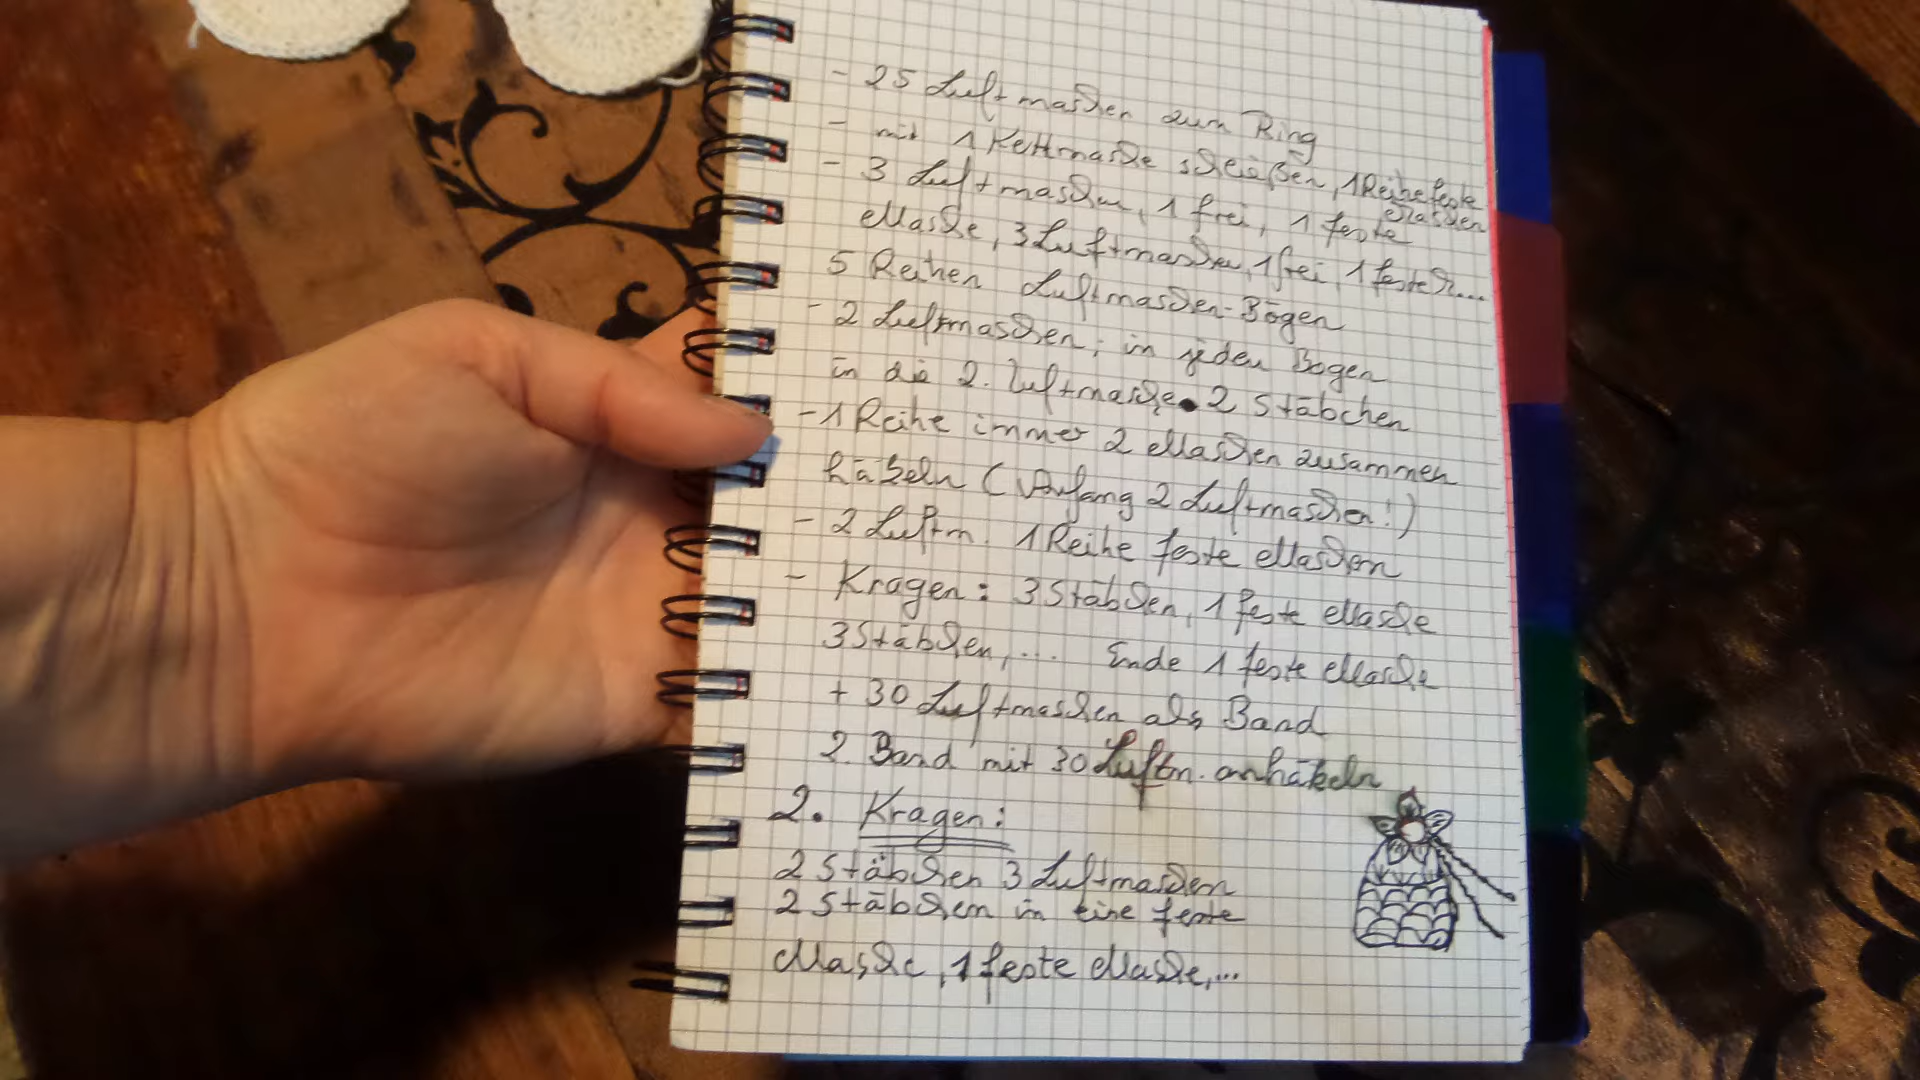 - 25 Luftmaschen zum Ring
- mit 1 Kettmasche schließen, 1 Reihe feste Maschen
- 3 Luftmaschen, 1 frei, 1 feste
Masche, 3 Luftmaschen, 1 frei, 1 feste M...
5 Reihen Luftmaschen-Bögen
- 2 Luftmaschen, in jeden Bogen
in die 2. Luftmasche 2 Stäbchen
- 1 Reihe immer 2 Maschen zusammen
häkeln (Anfang 2 Luftmaschen!)
- 2 Luftm. 1 Reihe feste Maschen
- Kragen: 3 Stäbchen, 1 feste Masche
3 Stäbchen, ... Ende 1 feste Masche
+ 30 Luftmaschen als Band
2. Band mit 30 Luftm. anhäkeln
2. Kragen:
2 Stäbchen 3 Luftmaschen
2 Stäbchen in eine feste
Masche, 1 feste Masche, ...